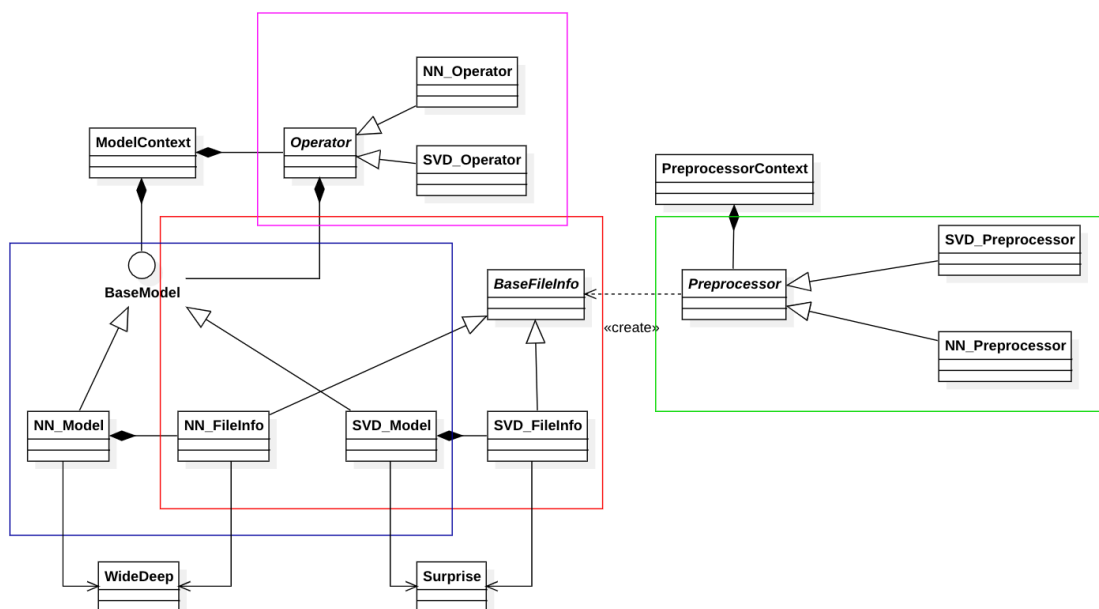 NN_Operator
ModelContext
Operator
SVD_Operator
PreprocessorContext
SVD_Preprocessor
BaseModel
BaseFileInfo
Preprocessor
«create»
NN_Preprocessor
NN_Model
NN_FileInfo
SVD_Model
SVD_FileInfo
WideDeep
Surprise